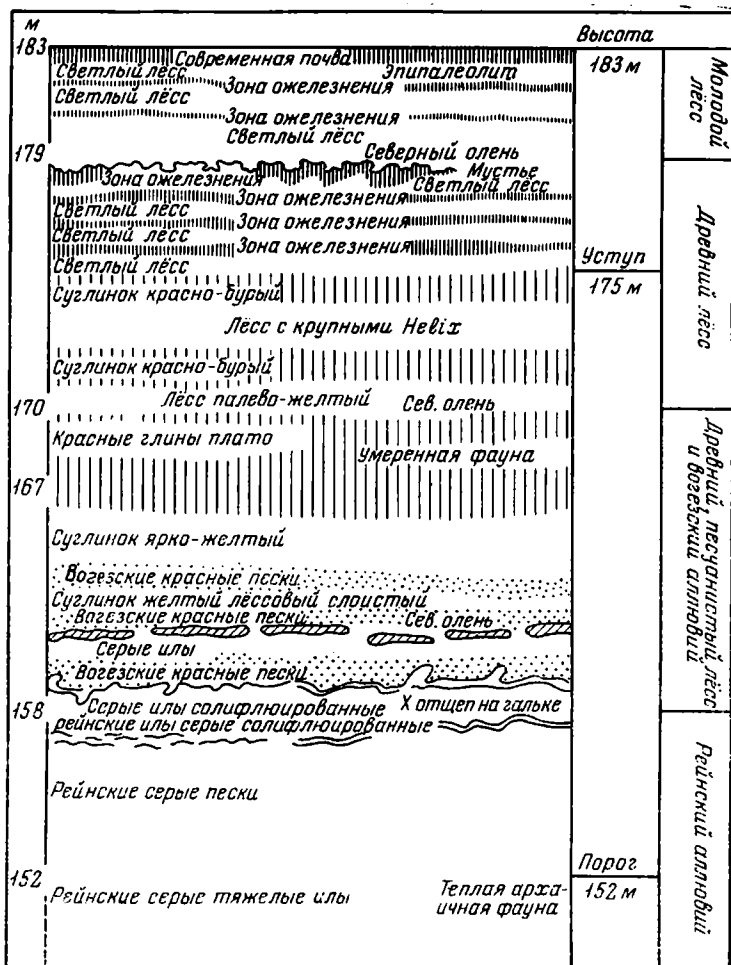 м
Высота
183
Современная почва
183 м
Светлый лёсс
Эпипалеолит
Зона ожелезнения
Светлый лёсс
Зона ожелезнения
Светлый лёсс
Молодой лёсс
179
Северный олень
Мустье
Зона ожелезнения
Светлый лёсс
Зона ожелезнения
Светлый лёсс
Зона ожелезнения
Светлый лёсс
Зона ожелезнения
Уступ
Светлый лёсс
175 м
Суглинок красно-бурый
Древний лёсс
Лёсс с крупными Helix
Суглинок красно-бурый
Лёсс палево-желтый
Сев. олень
170
Красные глины плато
Умеренная фауна
167
Древний, песчанистый лёсс
и вогезский аллювий
Суглинок ярко-желтый
Вогезские красные пески
Суглинок желтый лёссовый слоистый
Вогезские красные пески
Сев. олень
Серые илы
Вогезские красные пески
158
Серые илы солифлюированные
X отщеп на гальке
рейнские илы серые солифлюированные
Рейнские серые пески
Рейнский аллювий
Порог
152
Рейнские серые тяжелые илы
Теплая арха-
ичная фауна
152 м